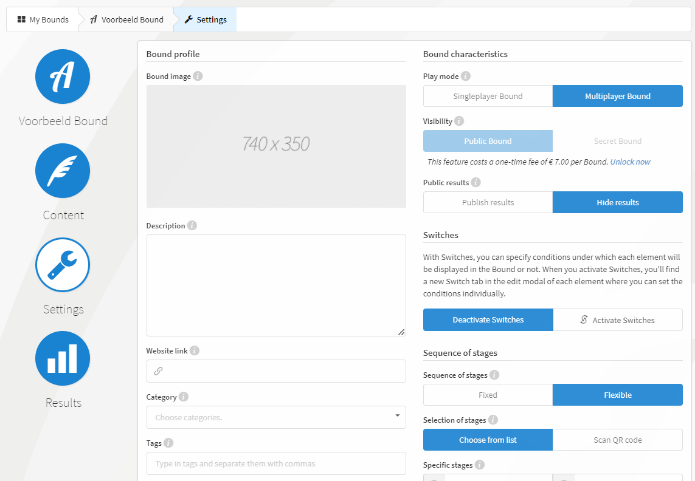 My Bounds
Voorbeeld Bound
Settings
Voorbeeld Bound
Content
Settings
Results
Bound profile
Bound image i
740 x 350
Description i
Website link i
Category i
Choose categories.
Tags i
Type in tags and separate them with commas
Bound characteristics
Play mode i
Singleplayer Bound
Multiplayer Bound
Visibility i
Public Bound
Secret Bound
This feature costs a one-time fee of € 7.00 per Bound. Unlock now
Public results i
Publish results
Hide results
Switches
With Switches, you can specify conditions under which each element
will be displayed in the Bound or not. When you activate Switches, you'll find
a new Switch tab in the edit modal of each element where you can set the
conditions individually.
Deactivate Switches
Activate Switches
Sequence of stages
Sequence of stages i
Fixed
Flexible
Selection of stages i
Choose from list
Scan QR code
Specific stages i